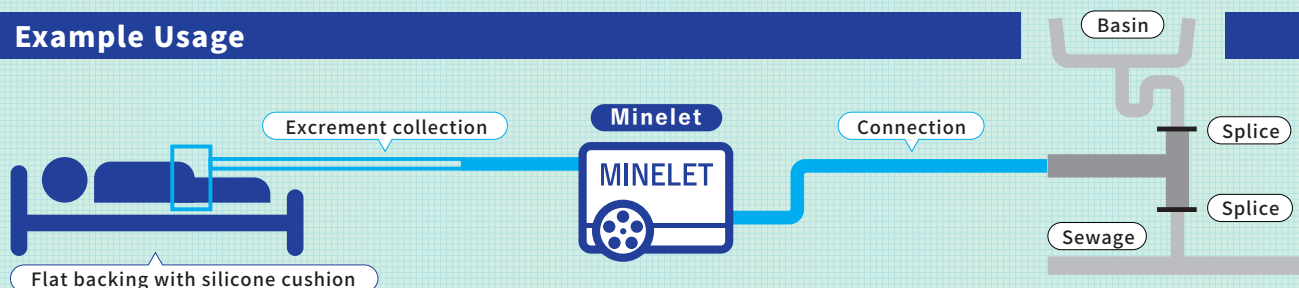 Example Usage
Basin
Excrement collection
Minelet
Connection
Splice
MINELET
Splice
Sewage
Flat backing with silicone cushion